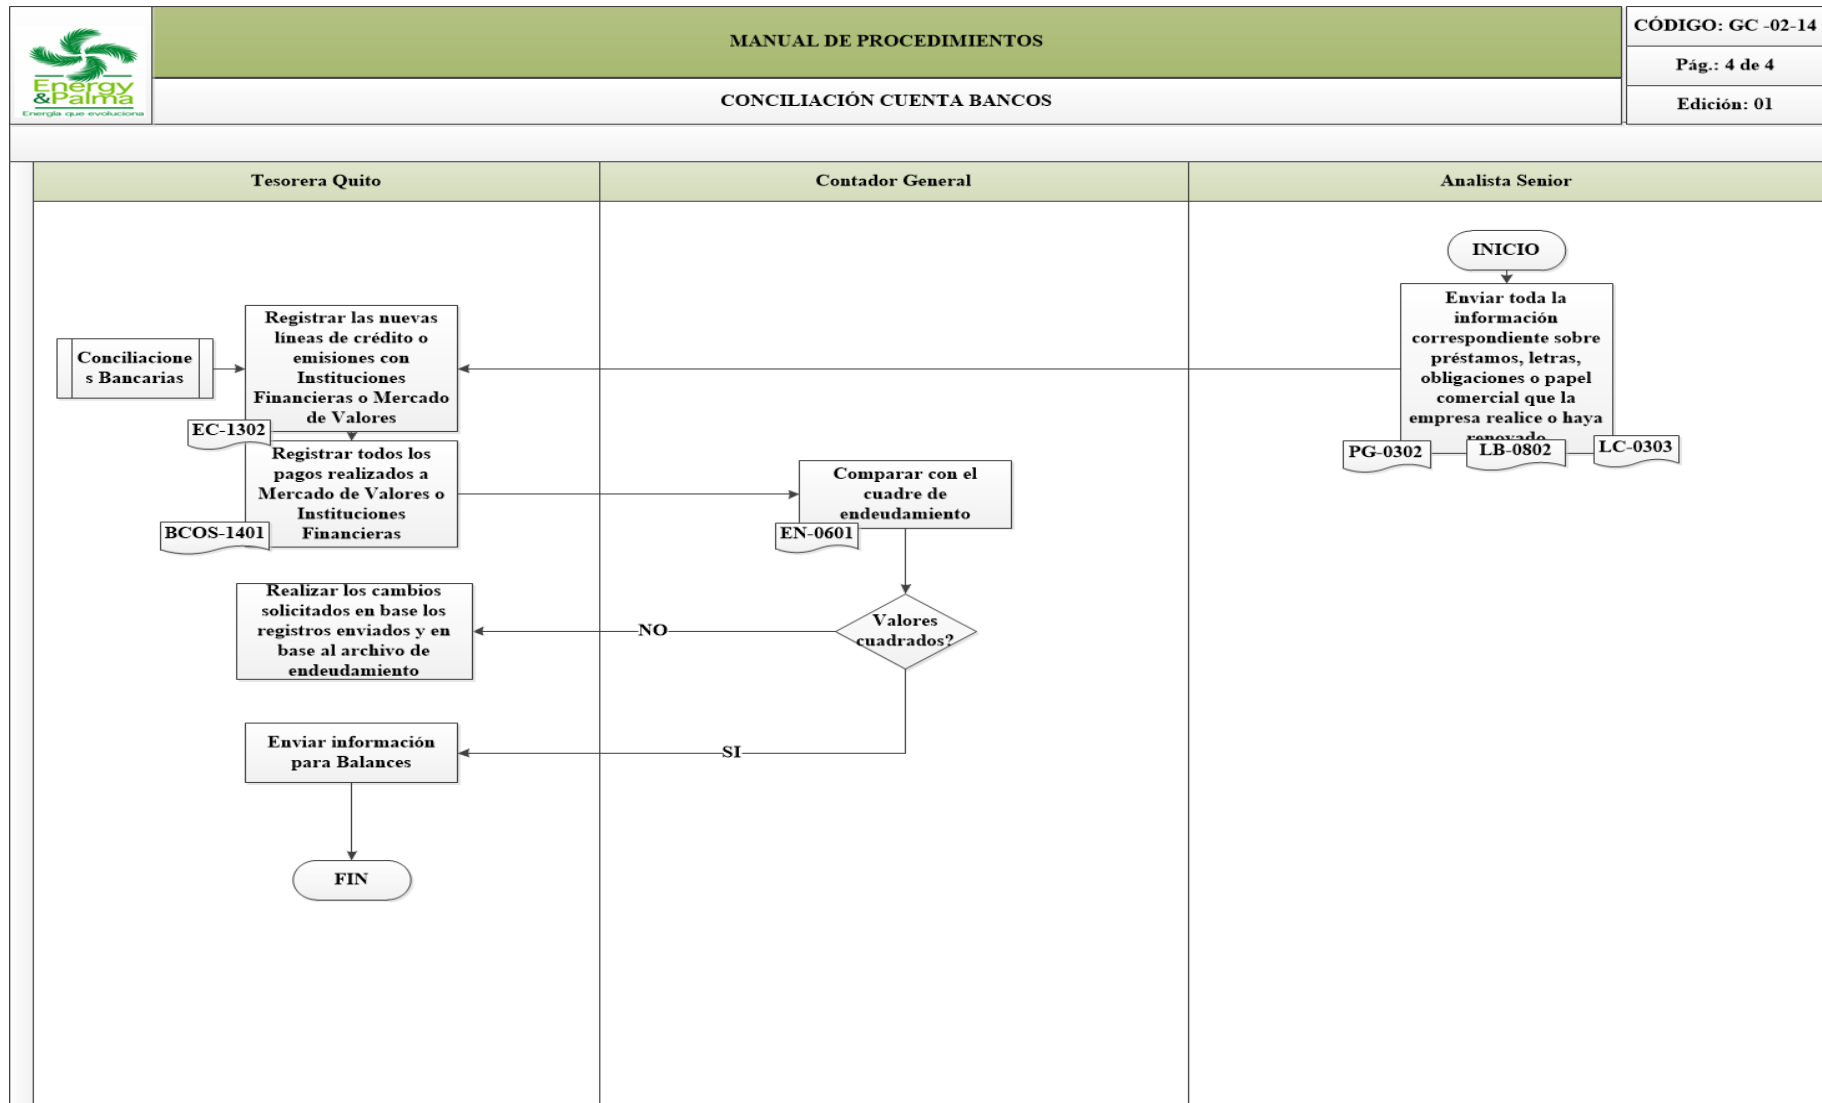 MANUAL DE PROCEDIMIENTOS
CÓDIGO: GC -02-14
Pág.: 4 de 4
Edición: 01
Energy
&Palma
Energía que evoluciona
CONCILIACIÓN CUENTA BANCOS
Tesorera Quito
Contador General
Analista Senior
INICIO
Enviar toda la
información
correspondiente sobre
préstamos, letras,
obligaciones o papel
comercial que la
empresa realice o haya
renovado
PG-0302
LB-0802
LC-0303
Conciliacione
s Bancarias
Registrar las nuevas
líneas de crédito o
emisiones con
Instituciones
Financieras o Mercado
de Valores
EC-1302
Registrar todos los
pagos realizados a
Mercado de Valores o
Instituciones
Financieras
BCOS-1401
Comparar con el
cuadre de
endeudamiento
EN-0601
Valores
cuadrados?
NO
Realizar los cambios
solicitados en base los
registros enviados y en
base al archivo de
endeudamiento
SI
Enviar información
para Balances
FIN